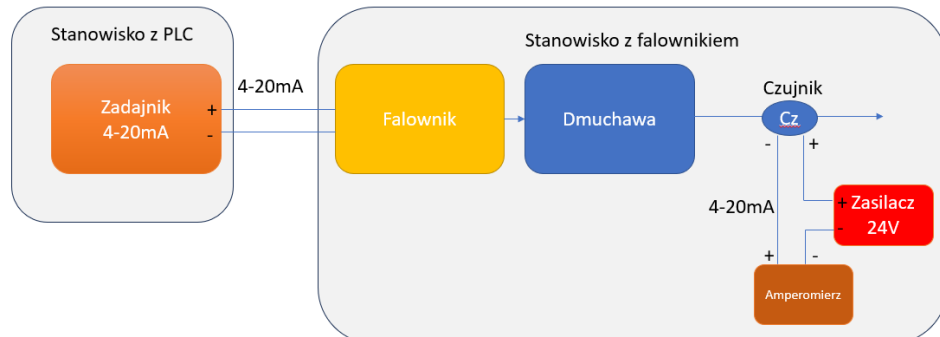 Stanowisko z PLC
Zadajnik
4-20mA
+
-
4-20mA
Stanowisko z falownikiem
Falownik
Dmuchawa
Czujnik
Cz
-
+
4-20mA
+
-
Zasilacz
24V
+
-
Amperomierz